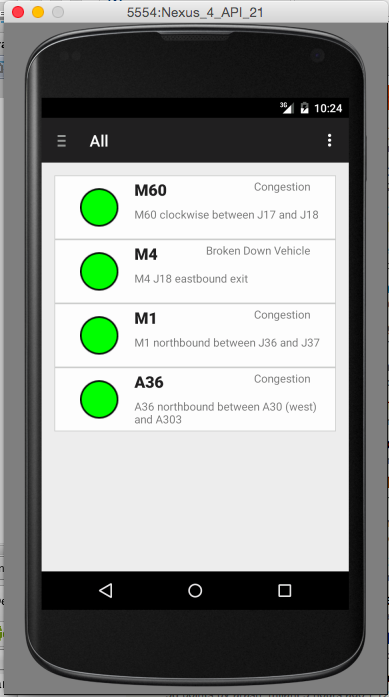 5554:Nexus_4_API_21
3G 10:24
All
M60 Congestion
M60 clockwise between J17 and J18
M4 Broken Down Vehicle
M4 J18 eastbound exit
M1 Congestion
M1 northbound between J36 and J37
A36 Congestion
A36 northbound between A30 (west)
and A303